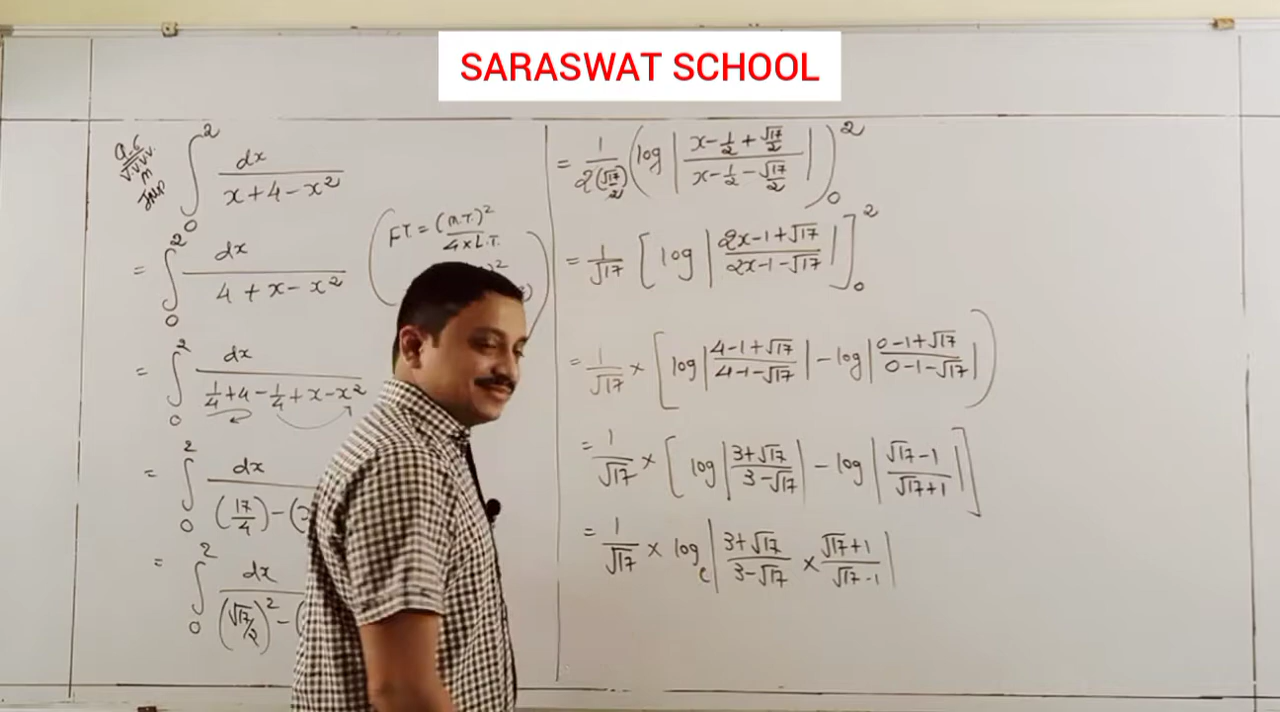 SARASWAT SCHOOL
Q.6
V.V.V.V.
Imp
∫₀² dx / (x+4-x²)
= ∫₀² dx / (4+x-x²)
( F.T. = (M.T.)² / (4×L.T.)
= ∫₀² dx / (1/4+4-1/4+x-x²)
= ∫₀² dx / (17/4)-(
= ∫₀² dx / (√17/2)²-(
= 1/(2(√17/2)) (log |(x-1/2+√17/2)/(x-1/2-√17/2)|)₀²
= 1/√17 [log |(2x-1+√17)/(2x-1-√17)|]₀²
= 1/√17 × [log |(4-1+√17)/(4-1-√17)| - log |(0-1+√17)/(0-1-√17)|)
= 1/√17 × [log |(3+√17)/(3-√17)| - log |(√17-1)/(√17+1)|]
= 1/√17 × logₑ |(3+√17)/(3-√17) × (√17+1)/(√17-1)|